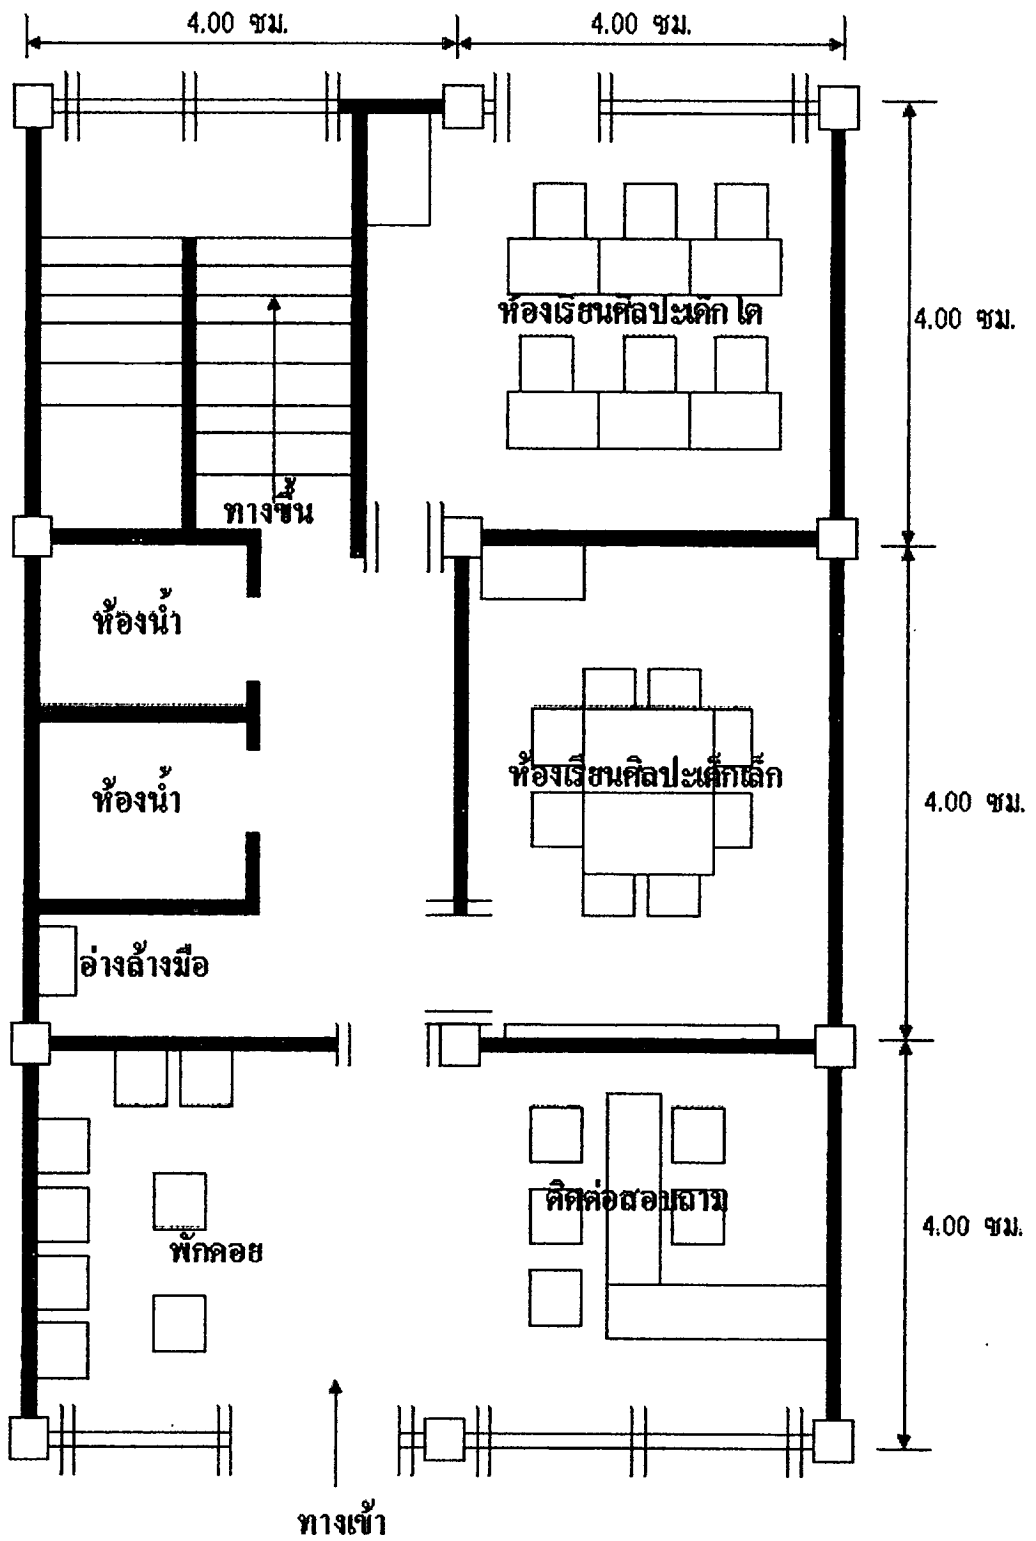 4.00 ซม.
4.00 ซม.
ห้องเรียนศิลปะเด็กโต
4.00 ซม.
ทางขึ้น
ห้องน้ำ
ห้องน้ำ
ห้องเรียนศิลปะเด็กเล็ก
4.00 ซม.
อ่างล้างมือ
ติดต่อสอบถาม
4.00 ซม.
พักคอย
ทางเข้า